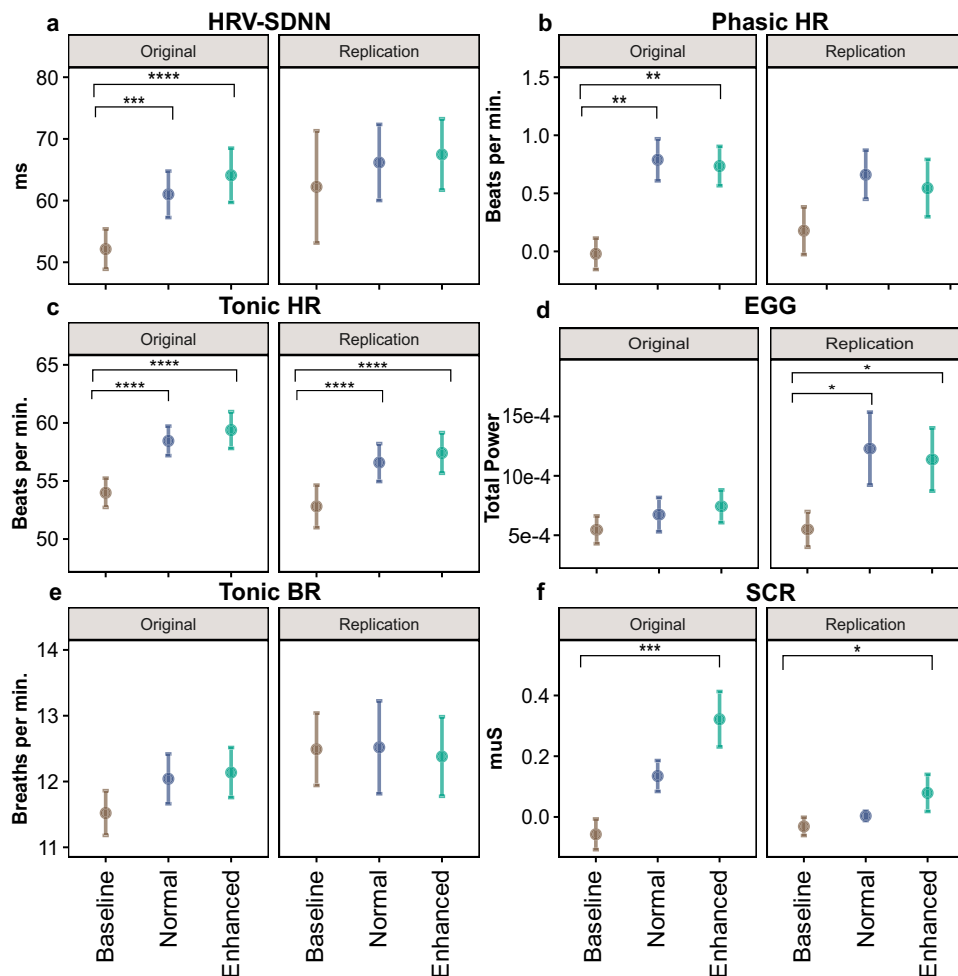 a HRV-SDNN
Original Replication
**** 
***
80
70
60
50
ms
b Phasic HR
Original Replication
**
**
1.5
1.0
0.5
0.0
Beats per min.
c Tonic HR
Original Replication
**** ****
**** ****
65
60
55
50
Beats per min.
d EGG
Original Replication
*
*
15e-4
10e-4
5e-4
Total Power
e Tonic BR
Original Replication
14
13
12
11
Breaths per min.
Baseline Normal Enhanced Baseline Normal Enhanced
f SCR
Original Replication
*** *
0.4
0.2
0.0
muS
Baseline Normal Enhanced Baseline Normal Enhanced